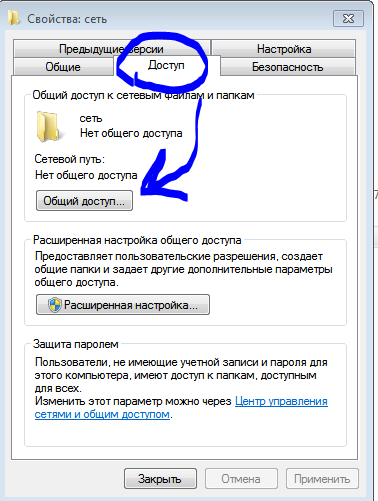 Свойства: сеть
Предыдущие версии
Настройка
Общие
Доступ
Безопасность
Общий доступ к сетевым файлам и папкам
сеть
Нет общего доступа
Сетевой путь:
Нет общего доступа
Общий доступ...
Расширенная настройка общего доступа
Предоставляет пользовательские разрешения, создает
общие папки и задает другие дополнительные параметры
общего доступа.
Расширенная настройка...
Защита паролем
Пользователи, не имеющие учетной записи и пароля для
этого компьютера, имеют доступ к папкам, доступным
для всех.
Изменить этот параметр можно через Центр управления
сетями и общим доступом.
Закрыть
Отмена
Применить